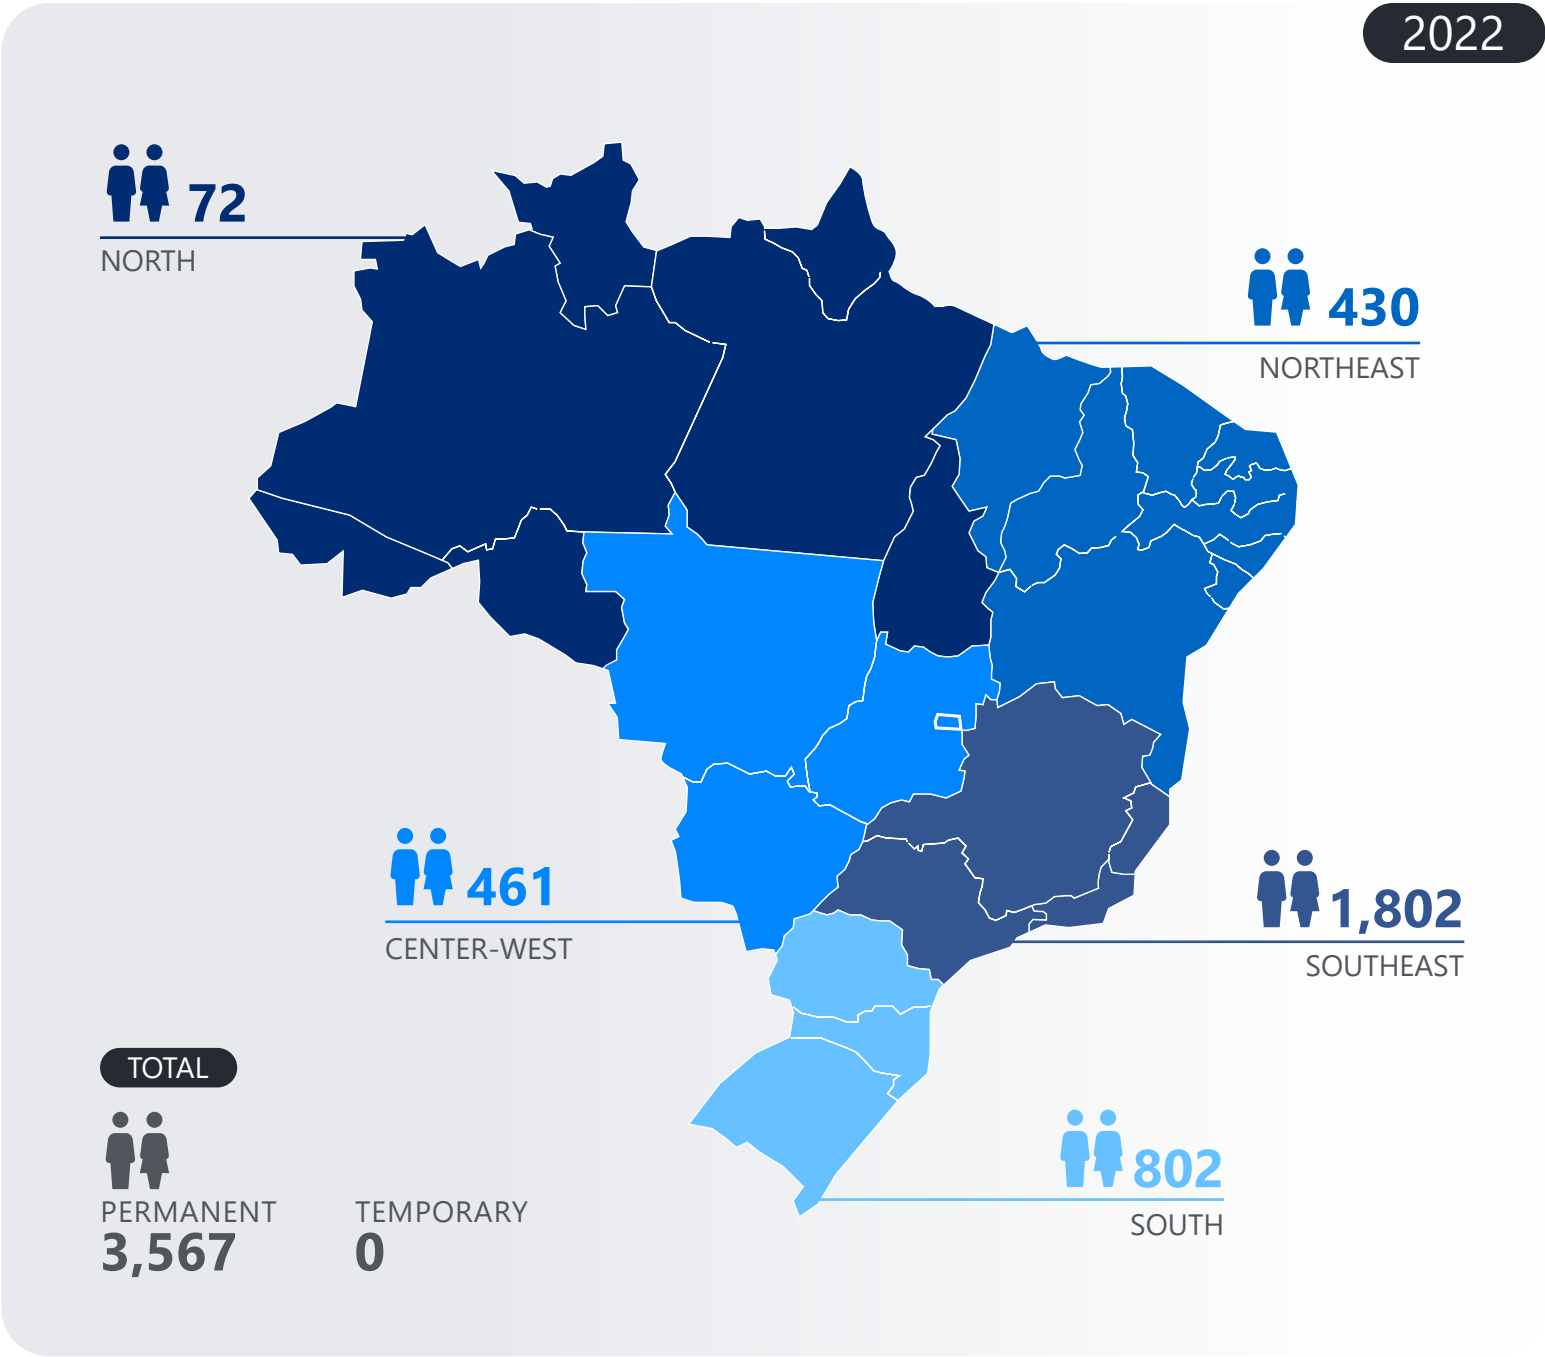 2022
72
NORTH
430
NORTHEAST
461
CENTER-WEST
1,802
SOUTHEAST
802
SOUTH
TOTAL
PERMANENT
3,567
TEMPORARY
0